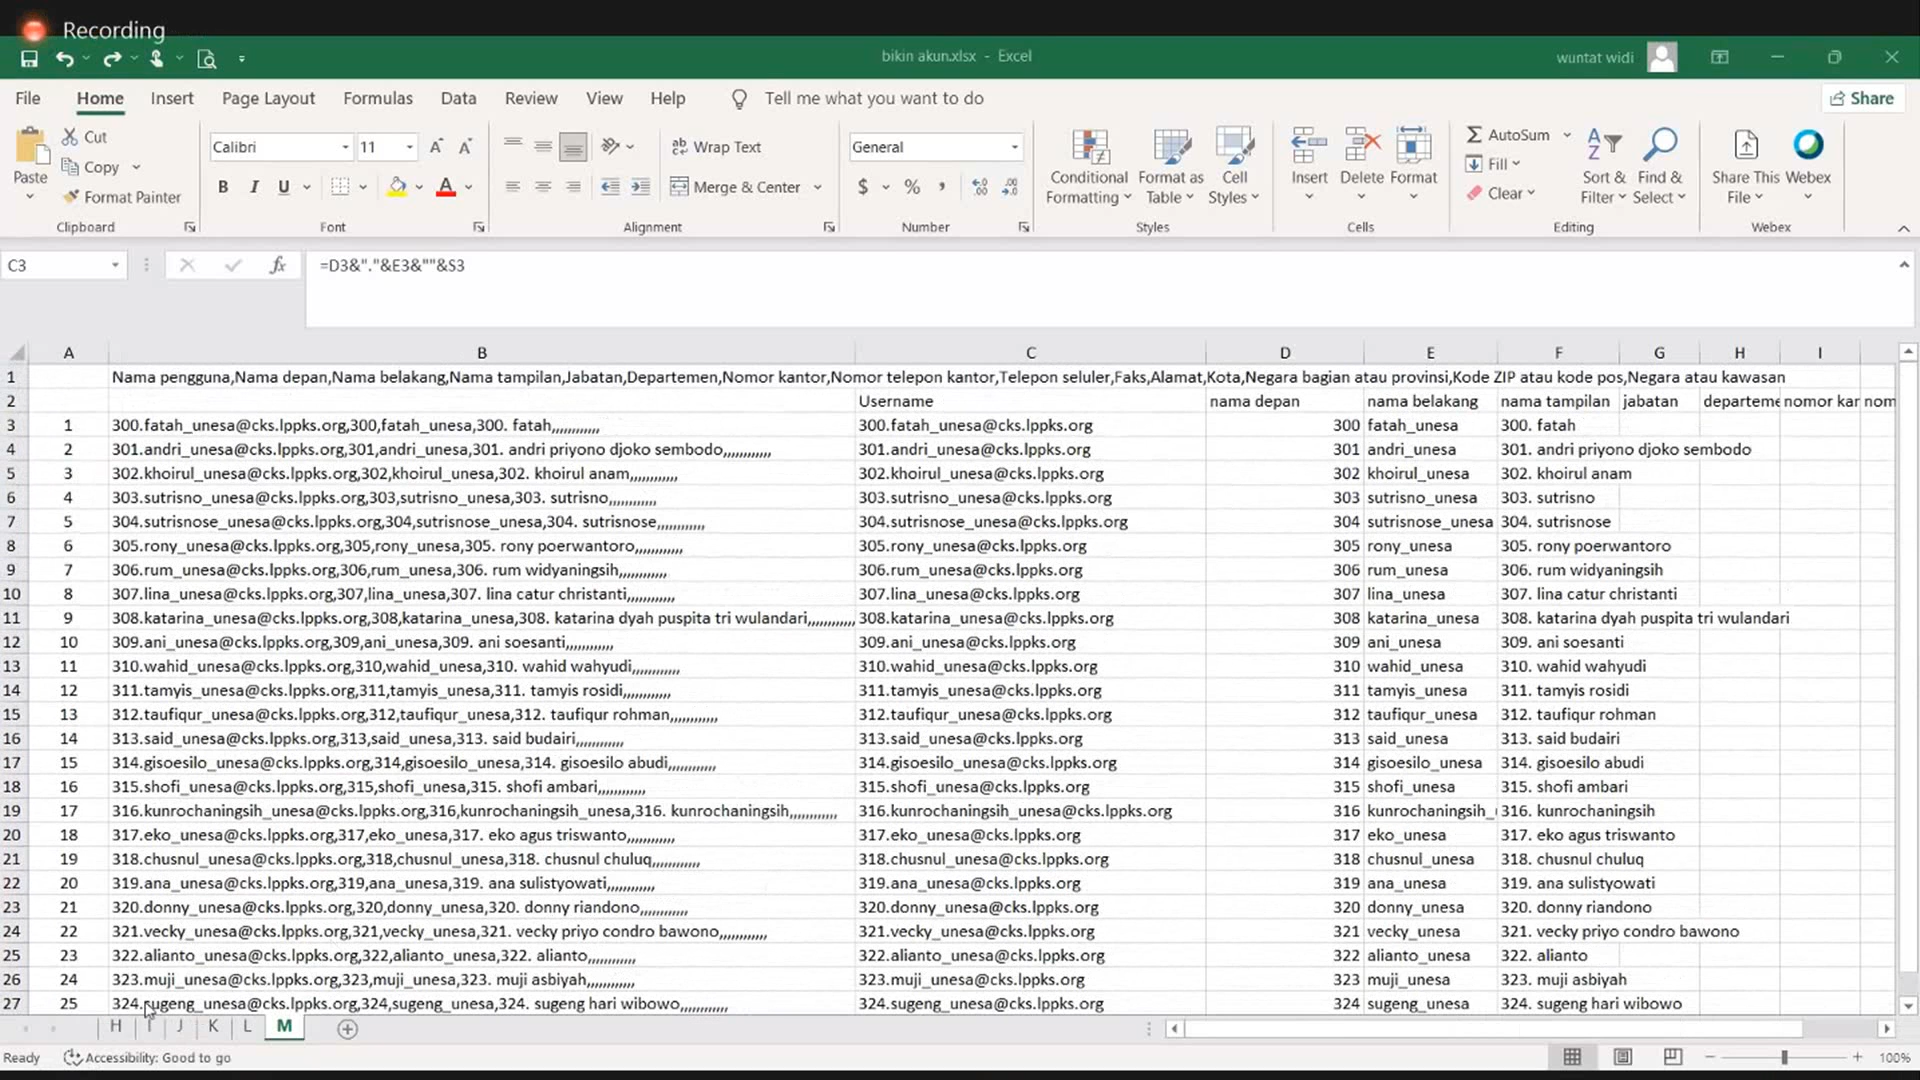 Recording
bikin akun.xlsx - Excel
wuntat widi
File Home Insert Page Layout Formulas Data Review View Help Tell me what you want to do Share
Paste Cut Copy Format Painter Clipboard
Calibri 11 B I U Font
Wrap Text Merge & Center Alignment
General $ % Number
Conditional Formatting Format as Table Cell Styles Styles
Insert Delete Format Cells
AutoSum Fill Clear Sort & Filter Find & Select Editing
Share This File Webex Webex
C3 fx =D3&"."&E3&""&S3
A B C D E F G H I
1 Nama pengguna,Nama depan,Nama belakang,Nama tampilan,Jabatan,Departemen,Nomor kantor,Nomor telepon kantor,Telepon seluler,Faks,Alamat,Kota,Negara bagian atau provinsi,Kode ZIP atau kode pos,Negara atau kawasan
2 Username nama depan nama belakang nama tampilan jabatan departeme nomor kar nom
3 1 300.fatah_unesa@cks.lppks.org,300,fatah_unesa,300. fatah,,,,,,,,,,,, 300.fatah_unesa@cks.lppks.org 300 fatah_unesa 300. fatah
4 2 301.andri_unesa@cks.lppks.org,301,andri_unesa,301. andri priyono djoko sembodo,,,,,,,,,,,, 301.andri_unesa@cks.lppks.org 301 andri_unesa 301. andri priyono djoko sembodo
5 3 302.khoirul_unesa@cks.lppks.org,302,khoirul_unesa,302. khoirul anam,,,,,,,,,,,, 302.khoirul_unesa@cks.lppks.org 302 khoirul_unesa 302. khoirul anam
6 4 303.sutrisno_unesa@cks.lppks.org,303,sutrisno_unesa,303. sutrisno,,,,,,,,,,,, 303.sutrisno_unesa@cks.lppks.org 303 sutrisno_unesa 303. sutrisno
7 5 304.sutrisnose_unesa@cks.lppks.org,304,sutrisnose_unesa,304. sutrisnose,,,,,,,,,,,, 304.sutrisnose_unesa@cks.lppks.org 304 sutrisnose_unesa 304. sutrisnose
8 6 305.rony_unesa@cks.lppks.org,305,rony_unesa,305. rony poerwantoro,,,,,,,,,,,, 305.rony_unesa@cks.lppks.org 305 rony_unesa 305. rony poerwantoro
9 7 306.rum_unesa@cks.lppks.org,306,rum_unesa,306. rum widyaningsih,,,,,,,,,,,, 306.rum_unesa@cks.lppks.org 306 rum_unesa 306. rum widyaningsih
10 8 307.lina_unesa@cks.lppks.org,307,lina_unesa,307. lina catur christanti,,,,,,,,,,,, 307.lina_unesa@cks.lppks.org 307 lina_unesa 307. lina catur christanti
11 9 308.katarina_unesa@cks.lppks.org,308,katarina_unesa,308. katarina dyah puspita tri wulandari,,,,,,,,,,,, 308.katarina_unesa@cks.lppks.org 308 katarina_unesa 308. katarina dyah puspita tri wulandari
12 10 309.ani_unesa@cks.lppks.org,309,ani_unesa,309. ani soesanti,,,,,,,,,,,, 309.ani_unesa@cks.lppks.org 309 ani_unesa 309. ani soesanti
13 11 310.wahid_unesa@cks.lppks.org,310,wahid_unesa,310. wahid wahyudi,,,,,,,,,,,, 310.wahid_unesa@cks.lppks.org 310 wahid_unesa 310. wahid wahyudi
14 12 311.tamyis_unesa@cks.lppks.org,311,tamyis_unesa,311. tamyis rosidi,,,,,,,,,,,, 311.tamyis_unesa@cks.lppks.org 311 tamyis_unesa 311. tamyis rosidi
15 13 312.taufiqur_unesa@cks.lppks.org,312,taufiqur_unesa,312. taufiqur rohman,,,,,,,,,,,, 312.taufiqur_unesa@cks.lppks.org 312 taufiqur_unesa 312. taufiqur rohman
16 14 313.said_unesa@cks.lppks.org,313,said_unesa,313. said budairi,,,,,,,,,,,, 313.said_unesa@cks.lppks.org 313 said_unesa 313. said budairi
17 15 314.gisoesilo_unesa@cks.lppks.org,314,gisoesilo_unesa,314. gisoesilo abudi,,,,,,,,,,,, 314.gisoesilo_unesa@cks.lppks.org 314 gisoesilo_unesa 314. gisoesilo abudi
18 16 315.shofi_unesa@cks.lppks.org,315,shofi_unesa,315. shofi ambari,,,,,,,,,,,, 315.shofi_unesa@cks.lppks.org 315 shofi_unesa 315. shofi ambari
19 17 316.kunrochaningsih_unesa@cks.lppks.org,316,kunrochaningsih_unesa,316. kunrochaningsih,,,,,,,,,,,, 316.kunrochaningsih_unesa@cks.lppks.org 316 kunrochaningsih_ 316. kunrochaningsih
20 18 317.eko_unesa@cks.lppks.org,317,eko_unesa,317. eko agus triswanto,,,,,,,,,,,, 317.eko_unesa@cks.lppks.org 317 eko_unesa 317. eko agus triswanto
21 19 318.chusnul_unesa@cks.lppks.org,318,chusnul_unesa,318. chusnul chuluq,,,,,,,,,,,, 318.chusnul_unesa@cks.lppks.org 318 chusnul_unesa 318. chusnul chuluq
22 20 319.ana_unesa@cks.lppks.org,319,ana_unesa,319. ana sulistyowati,,,,,,,,,,,, 319.ana_unesa@cks.lppks.org 319 ana_unesa 319. ana sulistyowati
23 21 320.donny_unesa@cks.lppks.org,320,donny_unesa,320. donny riandono,,,,,,,,,,,, 320.donny_unesa@cks.lppks.org 320 donny_unesa 320. donny riandono
24 22 321.vecky_unesa@cks.lppks.org,321,vecky_unesa,321. vecky priyo condro bawono,,,,,,,,,,,, 321.vecky_unesa@cks.lppks.org 321 vecky_unesa 321. vecky priyo condro bawono
25 23 322.alianto_unesa@cks.lppks.org,322,alianto_unesa,322. alianto,,,,,,,,,,,, 322.alianto_unesa@cks.lppks.org 322 alianto_unesa 322. alianto
26 24 323.muji_unesa@cks.lppks.org,323,muji_unesa,323. muji asbiyah,,,,,,,,,,,, 323.muji_unesa@cks.lppks.org 323 muji_unesa 323. muji asbiyah
27 25 324.sugeng_unesa@cks.lppks.org,324,sugeng_unesa,324. sugeng hari wibowo,,,,,,,,,,,, 324.sugeng_unesa@cks.lppks.org 324 sugeng_unesa 324. sugeng hari wibowo
H I J K L M
Ready Accessibility: Good to go 100%